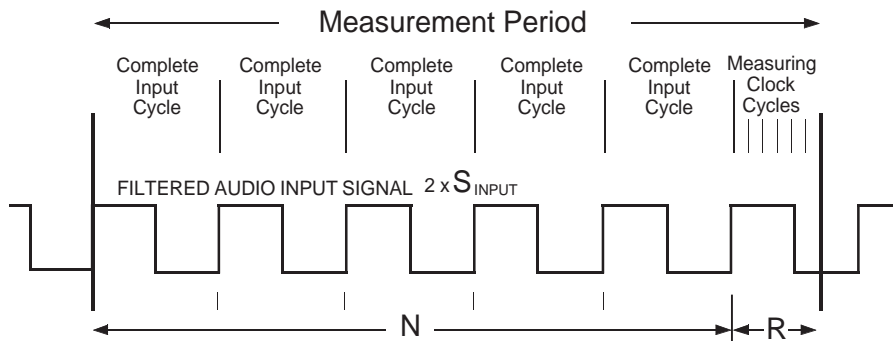 Measurement Period
Complete
Input
Cycle
Complete
Input
Cycle
Complete
Input
Cycle
Complete
Input
Cycle
Complete
Input
Cycle
Measuring
Clock
Cycles
FILTERED AUDIO INPUT SIGNAL 2 x SINPUT
N
R